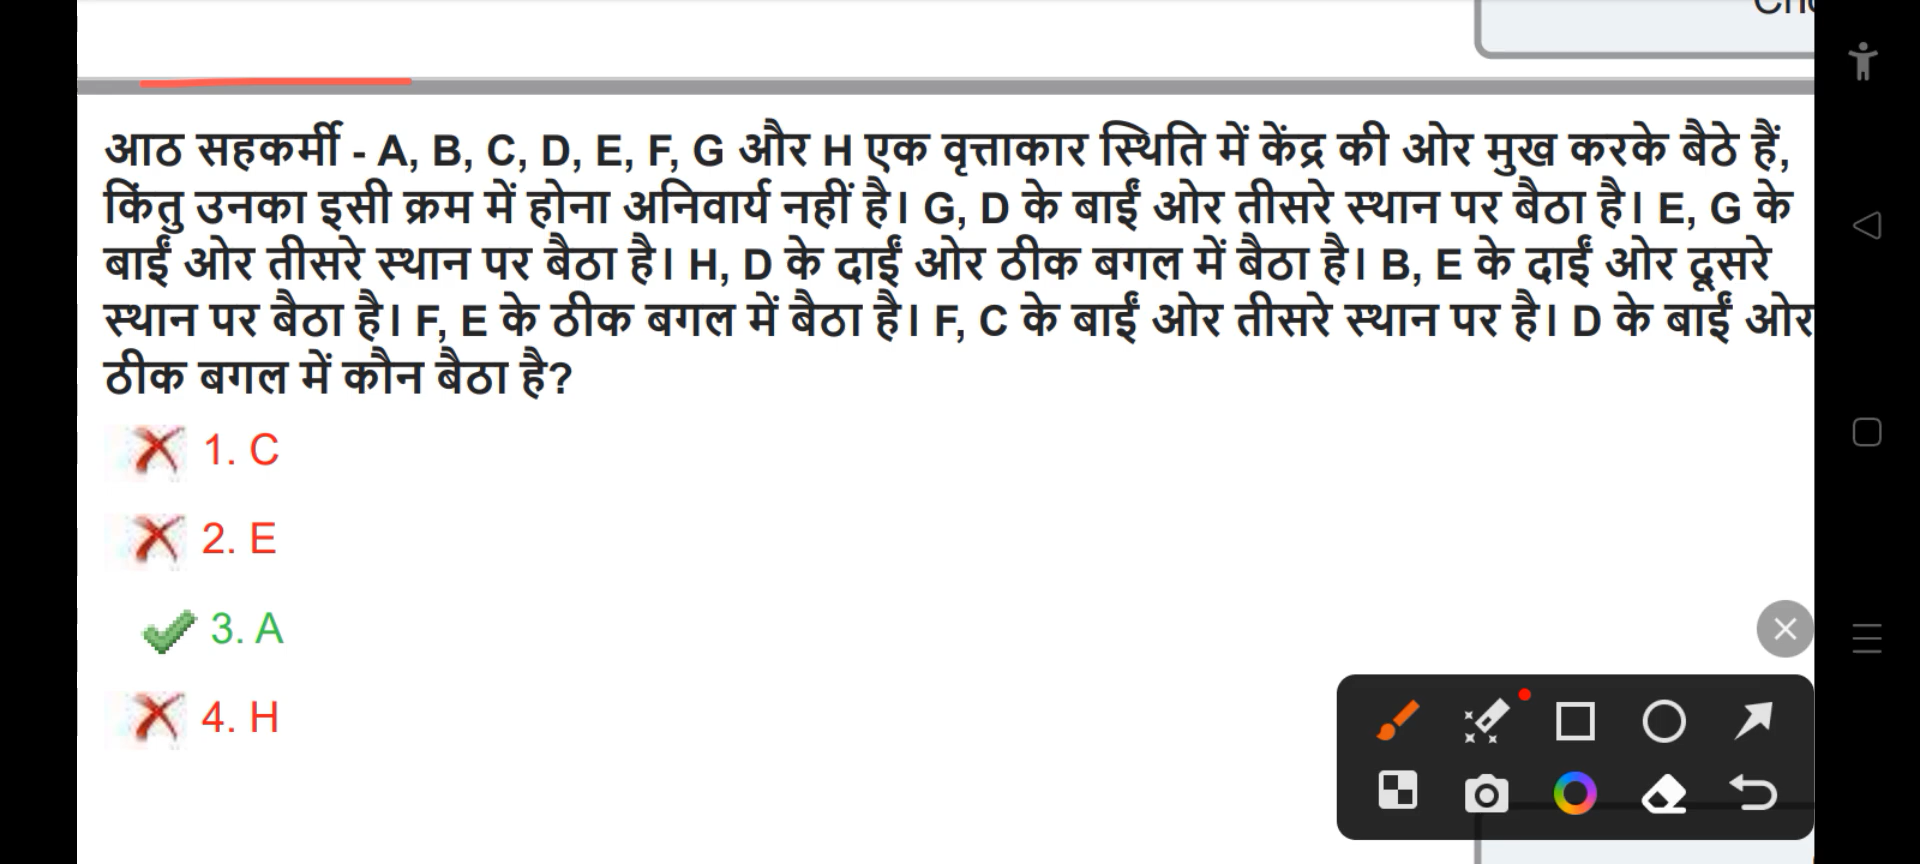 आठ सहकर्मी - A, B, C, D, E, F, G और H एक वृत्ताकार स्थिति में केंद्र की ओर मुख करके बैठे हैं,
किंतु उनका इसी क्रम में होना अनिवार्य नहीं है। G, D के बाईं ओर तीसरे स्थान पर बैठा है। E, G के
बाईं ओर तीसरे स्थान पर बैठा है। H, D के दाईं ओर ठीक बगल में बैठा है। B, E के दाईं ओर दूसरे
स्थान पर बैठा है। F, E के ठीक बगल में बैठा है। F, C के बाईं ओर तीसरे स्थान पर है। D के बाईं ओर
ठीक बगल में कौन बैठा है?
1. C
2. E
3. A
4. H